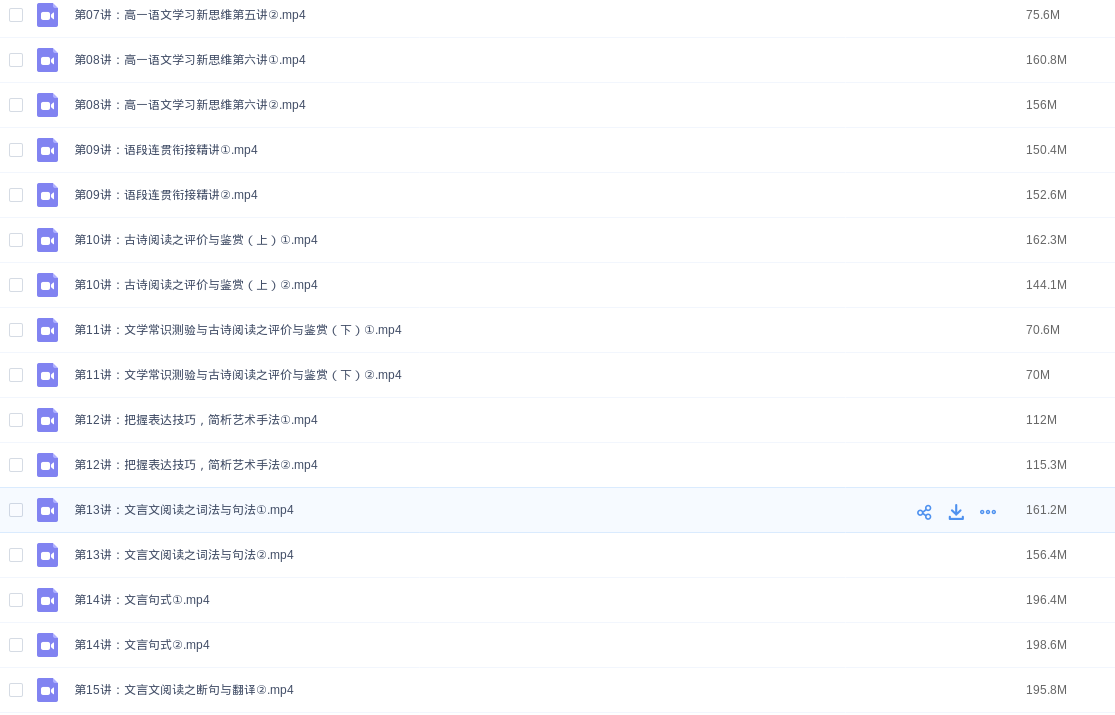 第07讲：高一语文学习新思维第五讲②.mp4 75.6M
第08讲：高一语文学习新思维第六讲①.mp4 160.8M
第08讲：高一语文学习新思维第六讲②.mp4 156M
第09讲：语段连贯衔接精讲①.mp4 150.4M
第09讲：语段连贯衔接精讲②.mp4 152.6M
第10讲：古诗阅读之评价与鉴赏（上）①.mp4 162.3M
第10讲：古诗阅读之评价与鉴赏（上）②.mp4 144.1M
第11讲：文学常识测验与古诗阅读之评价与鉴赏（下）①.mp4 70.6M
第11讲：文学常识测验与古诗阅读之评价与鉴赏（下）②.mp4 70M
第12讲：把握表达技巧，简析艺术手法①.mp4 112M
第12讲：把握表达技巧，简析艺术手法②.mp4 115.3M
第13讲：文言文阅读之词法与句法①.mp4 161.2M
第13讲：文言文阅读之词法与句法②.mp4 156.4M
第14讲：文言句式①.mp4 196.4M
第14讲：文言句式②.mp4 198.6M
第15讲：文言文阅读之断句与翻译②.mp4 195.8M